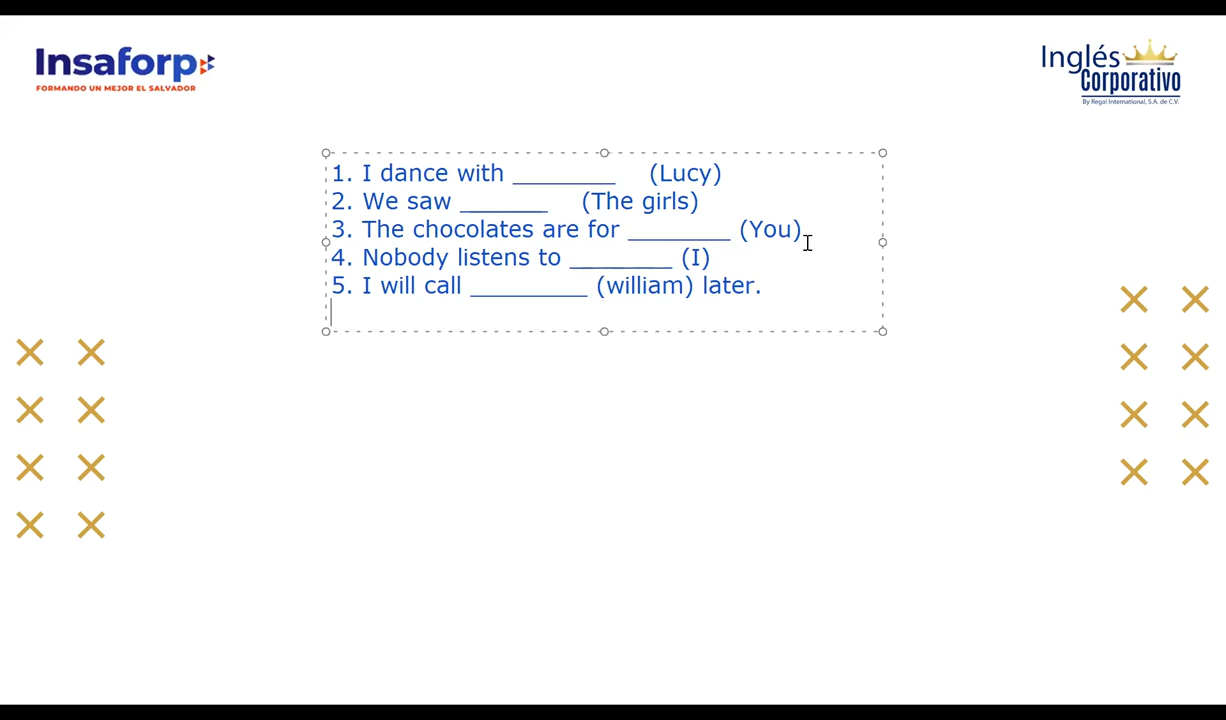 Insaforp
FORMANDO UN MEJOR EL SALVADOR
Inglés
Corporativo
By Regal International, S.A. de C.V.
1. I dance with ________ (Lucy)
2. We saw _______ (The girls)
3. The chocolates are for ________ (You)
4. Nobody listens to ________ (I)
5. I will call _________ (william) later.